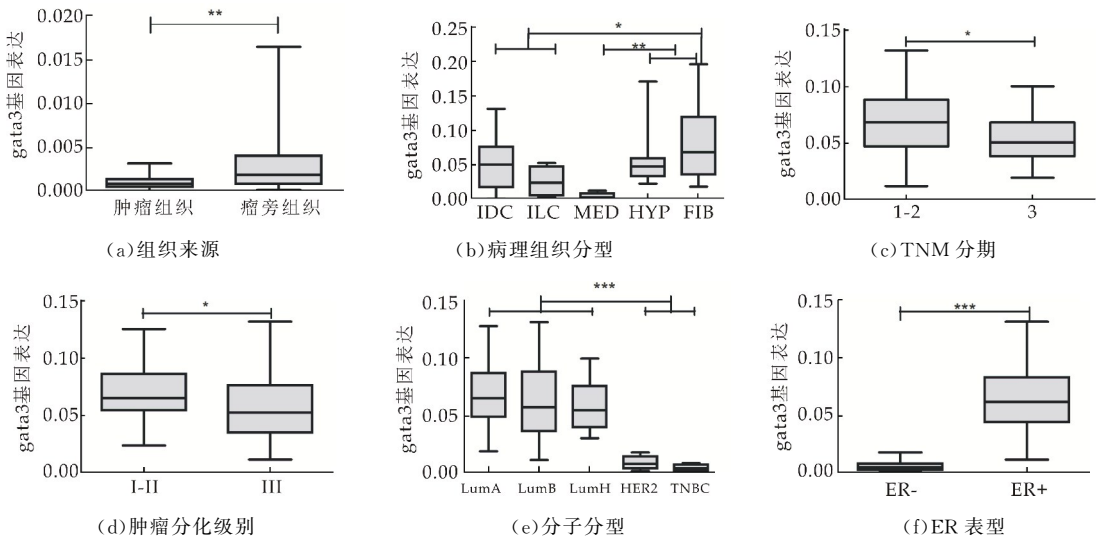 gata3基因表达
0.020
0.015
0.010
0.005
0.000
**
肿瘤组织 瘤旁组织
(a)组织来源
gata3基因表达
0.25
0.20
0.15
0.10
0.05
0.00
*
**
IDC ILC MED HYP FIB
(b)病理组织分型
gata3基因表达
0.15
0.10
0.05
0.00
*
1-2 3
(c)TNM 分期
gata3基因表达
0.15
0.10
0.05
0.00
*
I-II III
(d)肿瘤分化级别
gata3基因表达
0.15
0.10
0.05
0.00
***
LumA LumB LumH HER2 TNBC
(e)分子分型
gata3基因表达
0.15
0.10
0.05
0.00
***
ER- ER+
(f)ER 表型